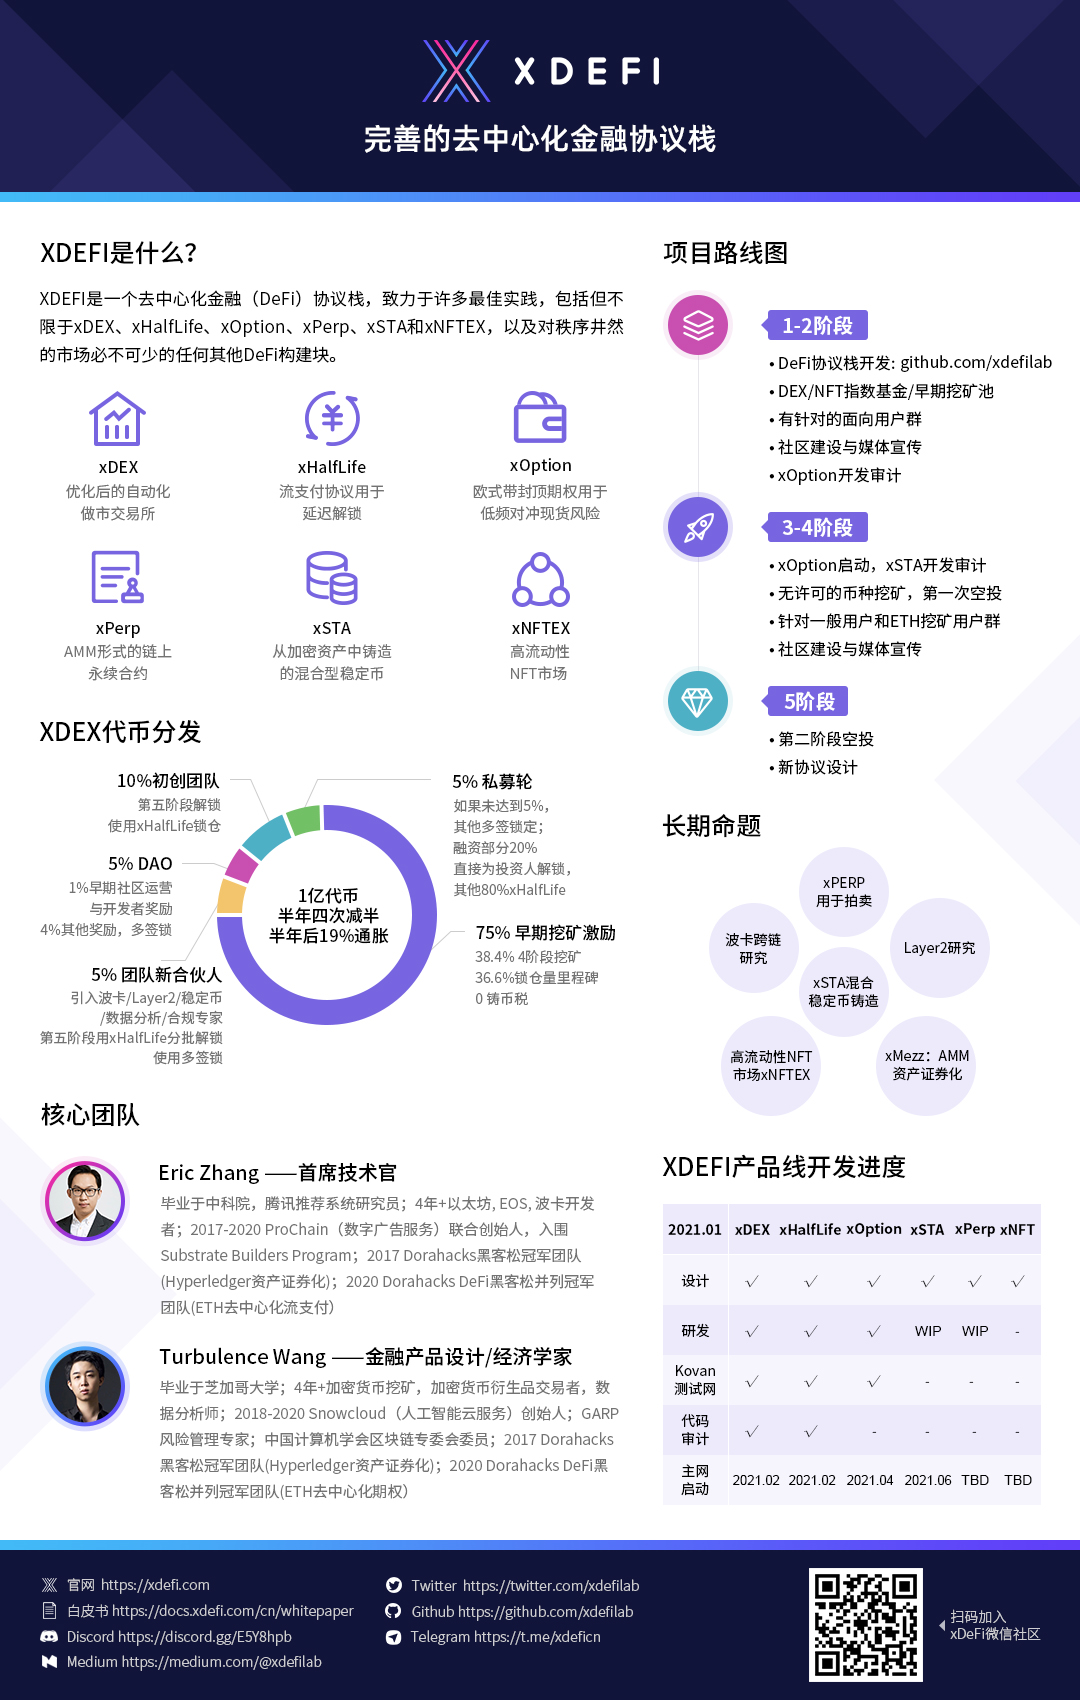 XDEFI
完善的去中心化金融协议栈
XDEFI是什么?
XDEFI是一个去中心化金融（DeFi）协议栈，致力于许多最佳实践，包括但不
限于xDEX、xHalfLife、xOption、xPerp、xSTA和xNFTEX，以及对秩序井然
的市场必不可少的任何其他DeFi构建块。
xDEX
优化后的自动化
做市交易所
xHalfLife
流支付协议用于
延迟解锁
xOption
欧式带封顶期权用于
低频对冲现货风险
xPerp
AMM形式的链上
永续合约
xSTA
从加密资产中铸造
的混合型稳定币
xNFTEX
高流动性
NFT市场
XDEX代币分发
10%初创团队
第五阶段解锁
使用xHalfLife锁仓
5% DAO
1%早期社区运营
与开发者奖励
4%其他奖励，多签锁
5% 团队新合伙人
引入波卡/Layer2/稳定币
/数据分析/合规专家
第五阶段用xHalfLife分批解锁
使用多签锁
1亿代币
半年四次减半
半年后19%通胀
5% 私募轮
如果未达到5%，
其他多签锁定；
融资部分20%
直接为投资人解锁，
其他80%xHalfLife
75% 早期挖矿激励
38.4% 4阶段挖矿
36.6%锁仓量里程碑
0 铸币税
核心团队
Eric Zhang ——首席技术官
毕业于中科院，腾讯推荐系统研究员；4年+以太坊, EOS, 波卡开发
者；2017-2020 ProChain（数字广告服务）联合创始人，入围
Substrate Builders Program；2017 Dorahacks黑客松冠军团队
(Hyperledger资产证券化)；2020 Dorahacks DeFi黑客松并列冠军
团队(ETH去中心化流支付）
Turbulence Wang ——金融产品设计/经济学家
毕业于芝加哥大学；4年+加密货币挖矿，加密货币衍生品交易者，数
据分析师；2018-2020 Snowcloud（人工智能云服务）创始人；GARP
风险管理专家；中国计算机学会区块链专委会委员；2017 Dorahacks
黑客松冠军团队(Hyperledger资产证券化)；2020 Dorahacks DeFi黑
客松并列冠军团队(ETH去中心化期权）
项目路线图
1-2阶段
• DeFi协议栈开发: github.com/xdefilab
• DEX/NFT指数基金/早期挖矿池
• 有针对的面向用户群
• 社区建设与媒体宣传
• xOption开发审计
3-4阶段
• xOption启动，xSTA开发审计
• 无许可的币种挖矿，第一次空投
• 针对一般用户和ETH挖矿用户群
• 社区建设与媒体宣传
5阶段
• 第二阶段空投
• 新协议设计
长期命题
xPERP
用于拍卖
波卡跨链
研究
Layer2研究
xSTA混合
稳定币铸造
高流动性NFT
市场xNFTEX
xMezz：AMM
资产证券化
XDEFI产品线开发进度
2021.01 xDEX xHalfLife xOption xSTA xPerp xNFT
设计 √ √ √ √ √ √
研发 √ √ √ WIP WIP -
Kovan
测试网 √ √ √ - - -
代码
审计 √ √ - - - -
主网
启动 2021.02 2021.02 2021.04 2021.06 TBD TBD
官网 https://xdefi.com
白皮书 https://docs.xdefi.com/cn/whitepaper
Discord https://discord.gg/E5Y8hpb
Medium https://medium.com/@xdefilab
Twitter https://twitter.com/xdefilab
Github https://github.com/xdefilab
Telegram https://t.me/xdeficn
扫码加入
xDeFi微信社区